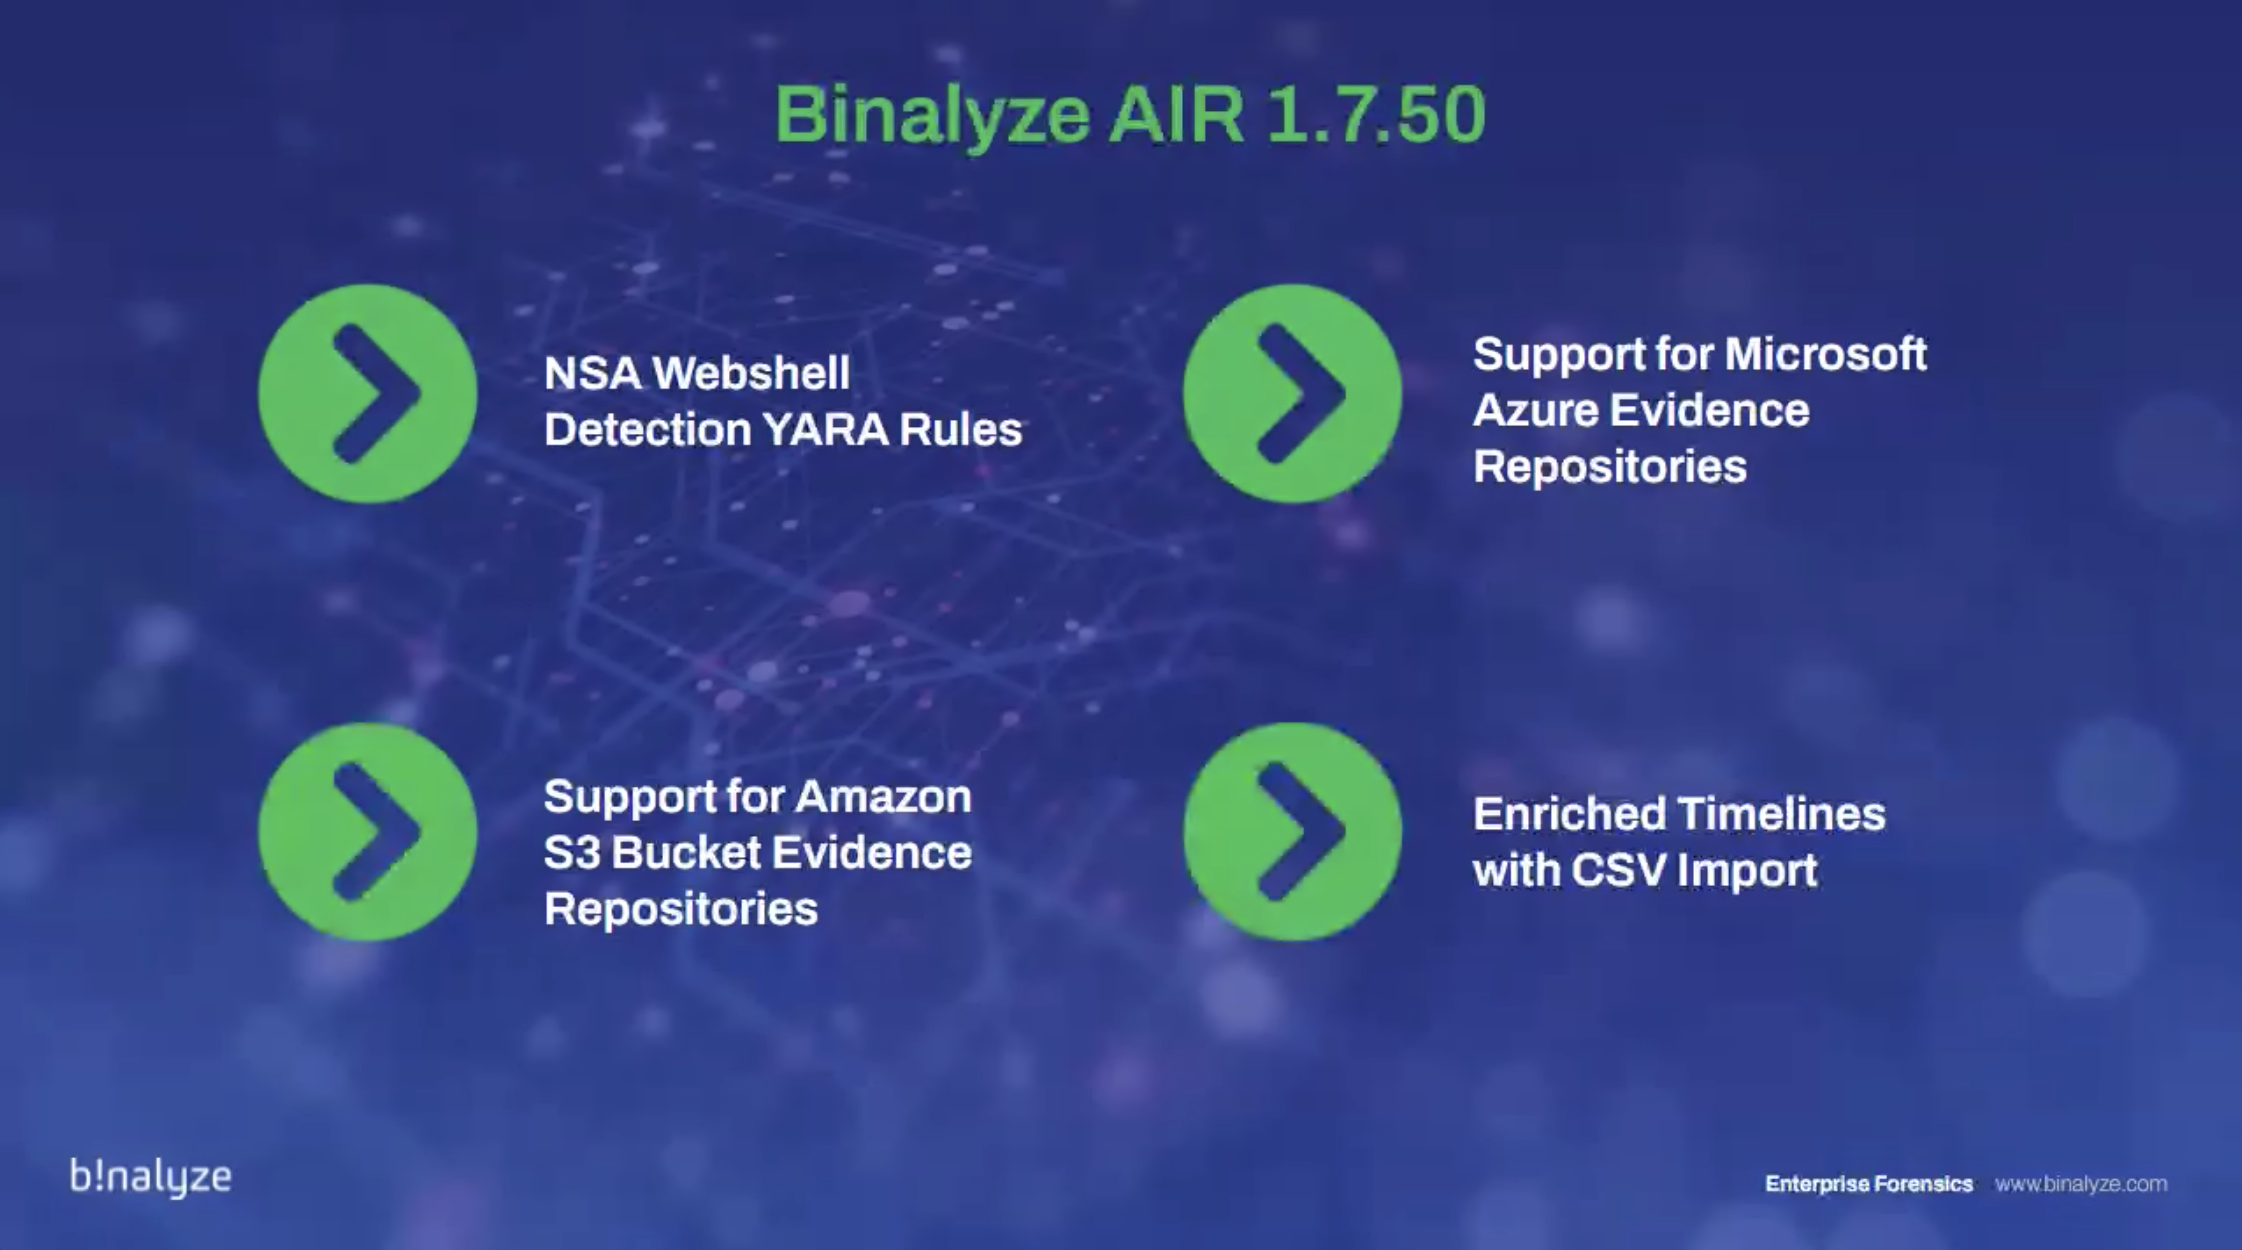 Binalyze AIR 1.7.50
NSA Webshell
Detection YARA Rules
Support for Microsoft
Azure Evidence
Repositories
Support for Amazon
S3 Bucket Evidence
Repositories
Enriched Timelines
with CSV Import
b!nalyze
Enterprise Forensics www.binalyze.com